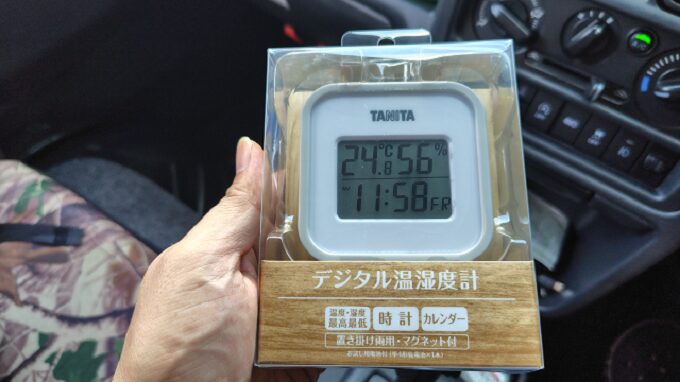 TANITA
24.8℃ 56%
11:58 FR
デジタル温湿度計
温度・湿度
最高最低
時計
カレンダー
置き掛け両用・マグネット付
A/C